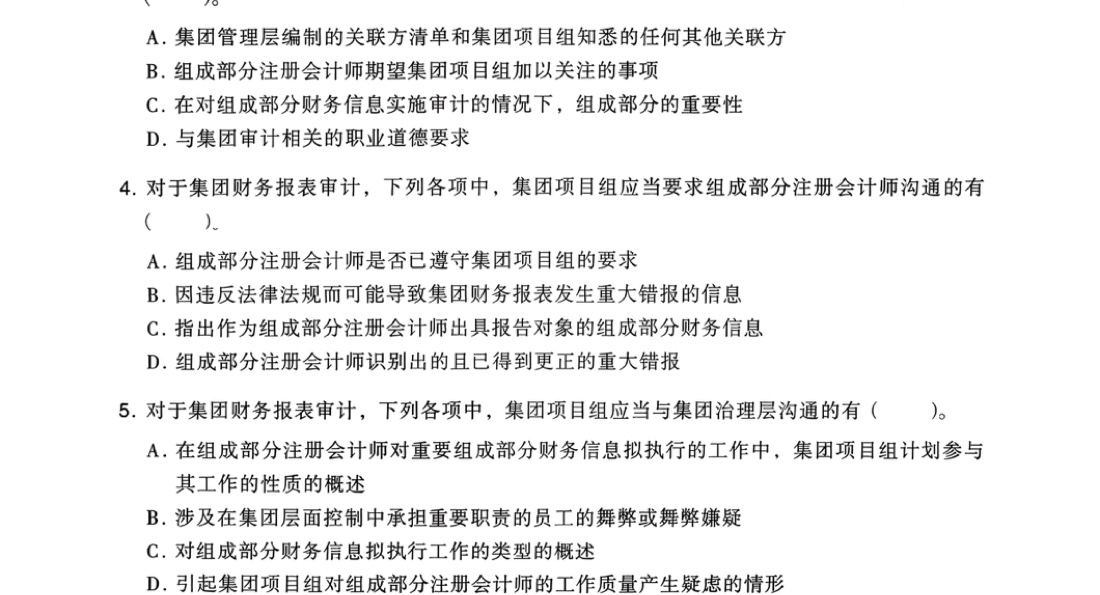 (　　)。
A. 集团管理层编制的关联方清单和集团项目组知悉的任何其他关联方
B. 组成部分注册会计师期望集团项目组加以关注的事项
C. 在对组成部分财务信息实施审计的情况下，组成部分的重要性
D. 与集团审计相关的职业道德要求
4. 对于集团财务报表审计，下列各项中，集团项目组应当要求组成部分注册会计师沟通的有
(　　)。
A. 组成部分注册会计师是否已遵守集团项目组的要求
B. 因违反法律法规而可能导致集团财务报表发生重大错报的信息
C. 指出作为组成部分注册会计师出具报告对象的组成部分财务信息
D. 组成部分注册会计师识别出的且已得到更正的重大错报
5. 对于集团财务报表审计，下列各项中，集团项目组应当与集团治理层沟通的有 (　　)。
A. 在组成部分注册会计师对重要组成部分财务信息拟执行的工作中，集团项目组计划参与
其工作的性质的概述
B. 涉及在集团层面控制中承担重要职责的员工的舞弊或舞弊嫌疑
C. 对组成部分财务信息拟执行工作的类型的概述
D. 引起集团项目组对组成部分注册会计师的工作质量产生疑虑的情形